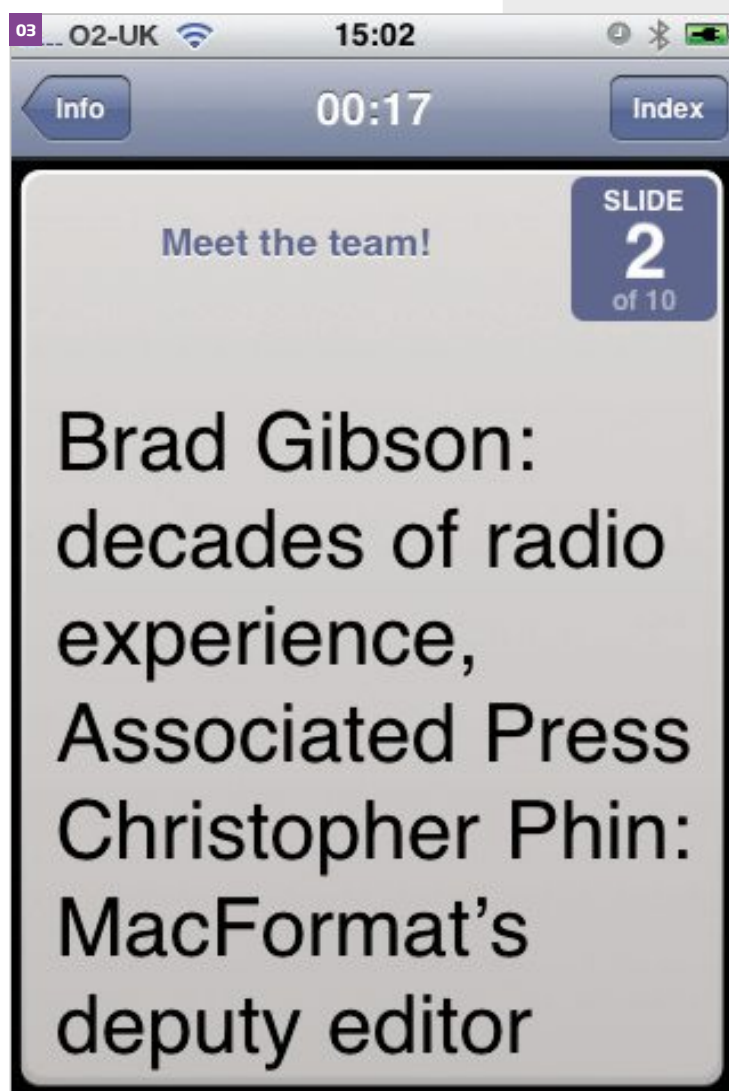 03
O2-UK 15:02
Info 00:17 Index
Meet the team!
SLIDE
2
of 10
Brad Gibson:
decades of radio
experience,
Associated Press
Christopher Phin:
MacFormat’s
deputy editor